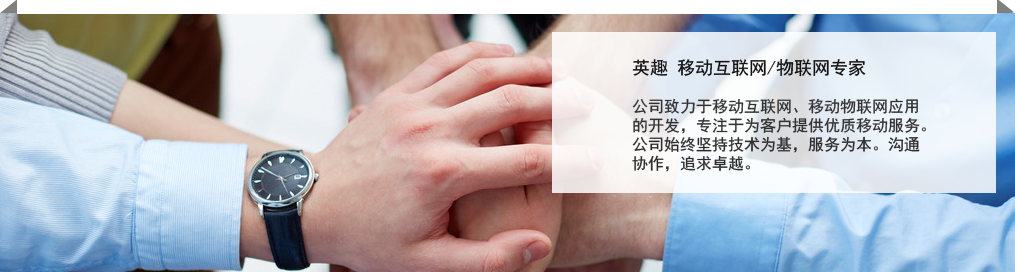 英趣 移动互联网/物联网专家
公司致力于移动互联网、移动物联网应用
的开发，专注于为客户提供优质移动服务。
公司始终坚持技术为基，服务为本。沟通
协作，追求卓越。